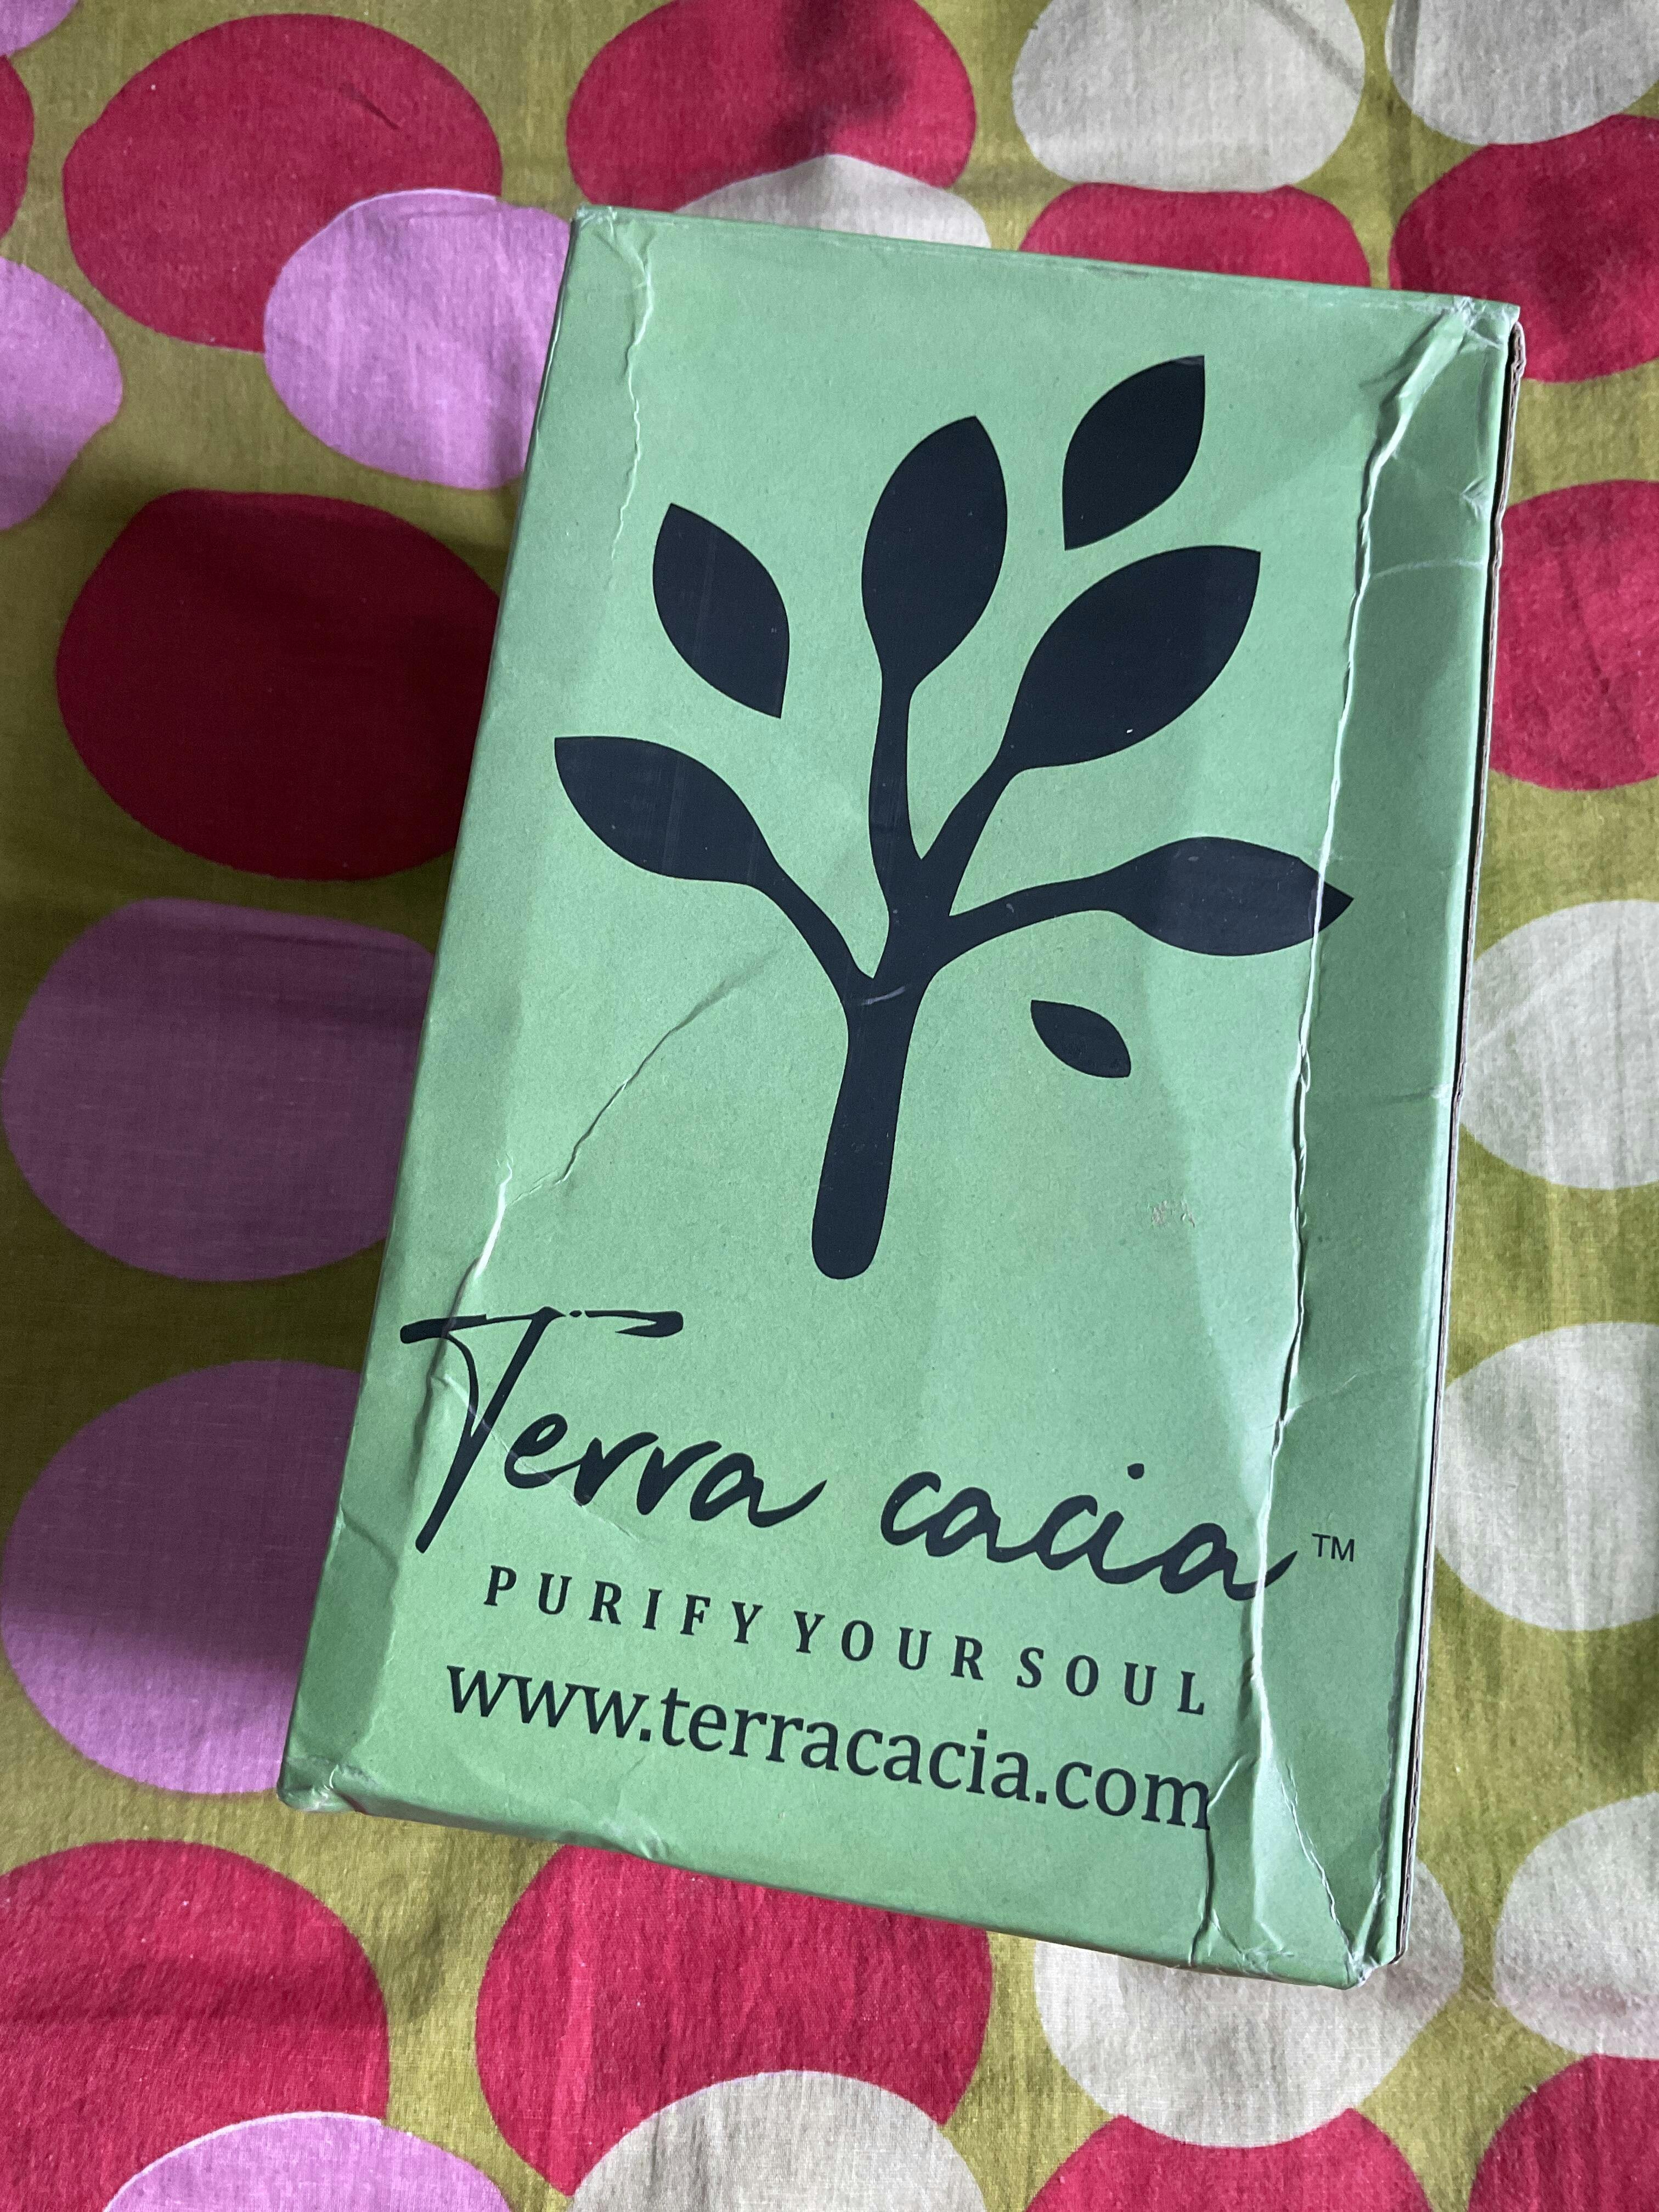 Terra cacia™
PURIFY YOUR SOUL
www.terracacia.com